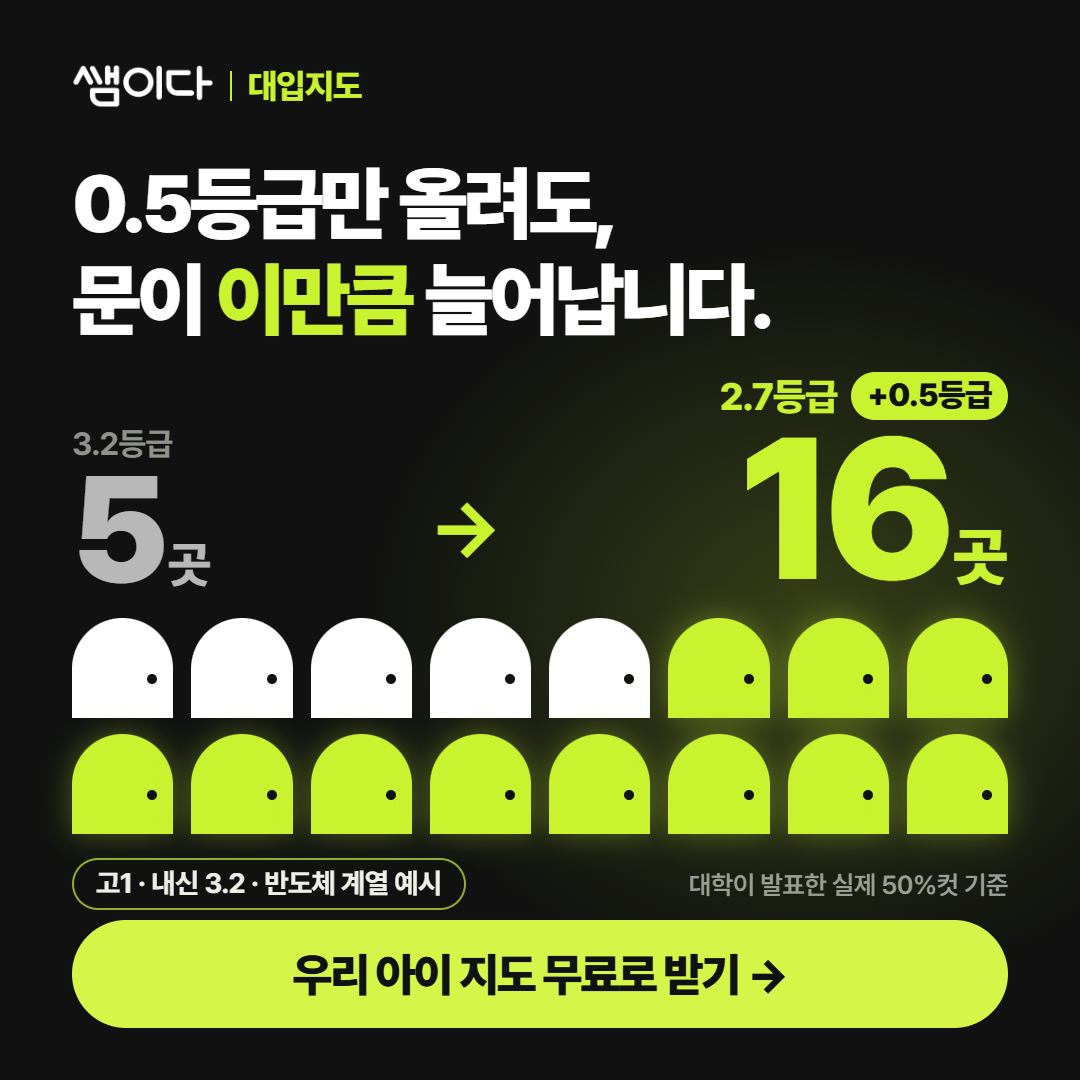 쌤이다 | 대입지도
0.5등급만 올려도,
문이 이만큼 늘어납니다.
3.2등급
5곳
→
2.7등급 +0.5등급
16곳
고1 · 내신 3.2 · 반도체 계열 예시
대학이 발표한 실제 50%컷 기준
우리 아이 지도 무료로 받기 →